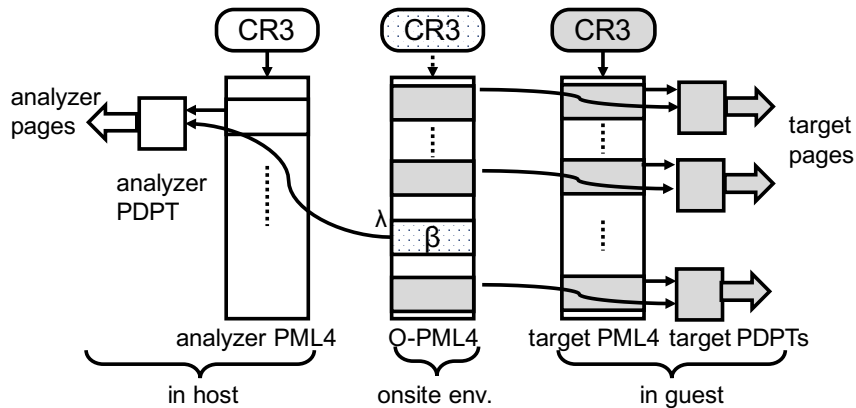 CR3
CR3
CR3
analyzer
pages
analyzer
PDPT
λ
β
target
pages
analyzer PML4
O-PML4
target PML4
target PDPTs
in host
onsite env.
in guest